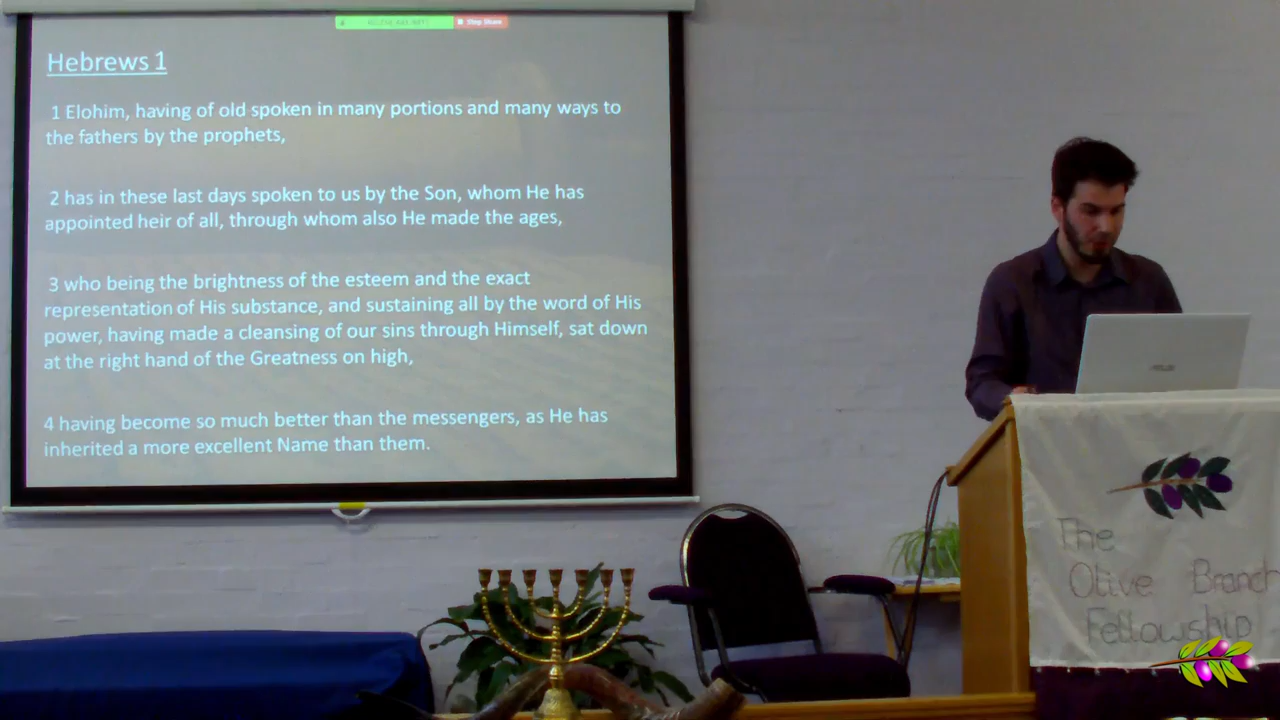 Stop Share
Hebrews 1
1 Elohim, having of old spoken in many portions and many ways to
the fathers by the prophets,
2 has in these last days spoken to us by the Son, whom He has
appointed heir of all, through whom also He made the ages,
3 who being the brightness of the esteem and the exact
representation of His substance, and sustaining all by the word of His
power, having made a cleansing of our sins through Himself, sat down
at the right hand of the Greatness on high,
4 having become so much better than the messengers, as He has
inherited a more excellent Name than them.
ASUS
The
Olive Branch
Fellowship